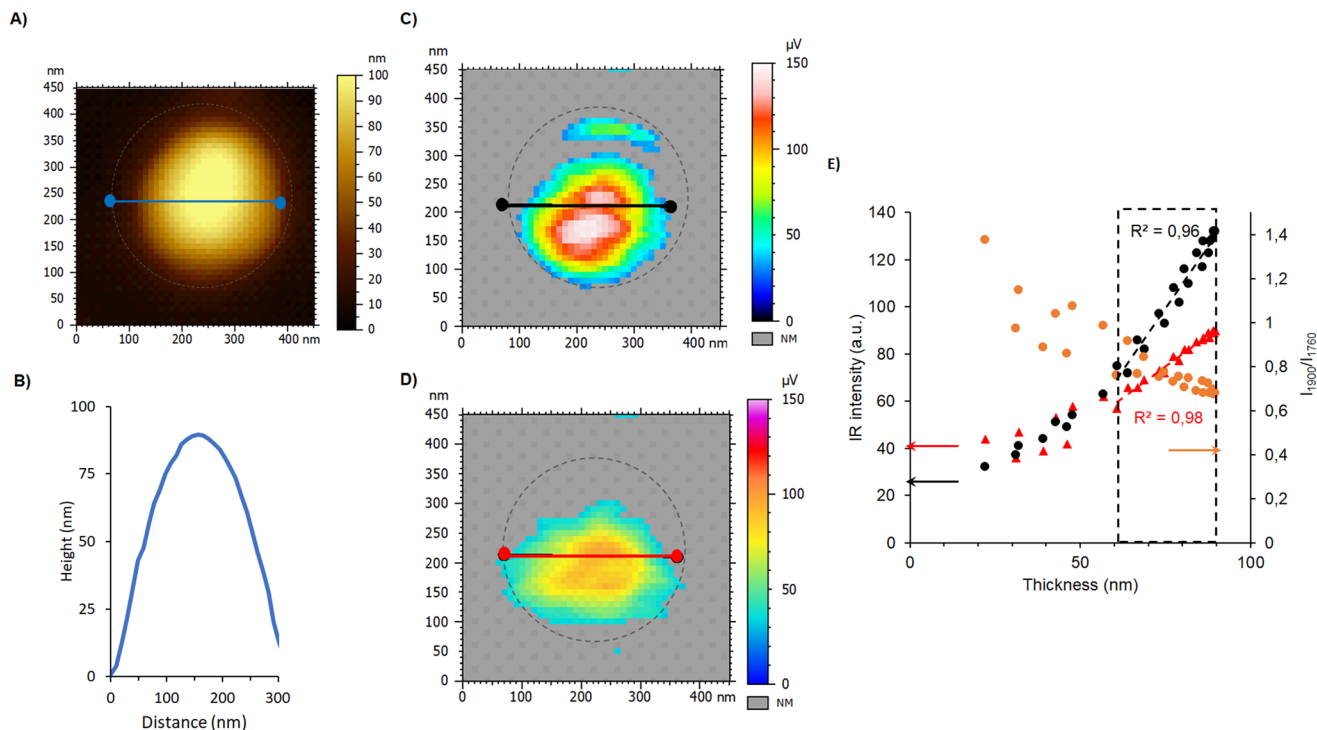 A)
nm
450
400
350
300
250
200
150
100
50
0
0 100 200 300 400 nm
nm
100
90
80
70
60
50
40
30
20
10
0
B)
100
75
50
25
0
Height (nm)
0 100 200 300
Distance (nm)
C)
nm
450
400
350
300
250
200
150
100
50
0
0 100 200 300 400 nm
µV
150
100
50
0
NM
D)
nm
450
400
350
300
250
200
150
100
50
0
0 100 200 300 400 nm
µV
150
100
50
0
NM
E)
140
120
100
80
60
40
20
0
IR intensity (a.u.)
R² = 0,96
R² = 0,98
1,4
1,2
1
0,8
0,6
0,4
0,2
0
I1900/I1760
0 50 100
Thickness (nm)